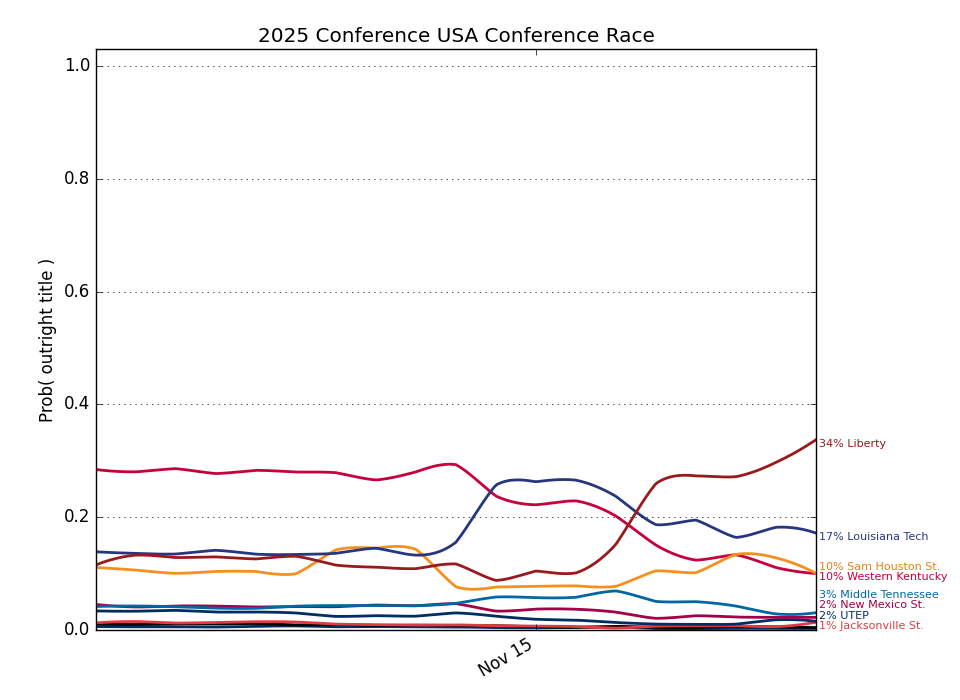 2025 Conference USA Conference Race
Prob( outright title )
1.0
0.8
0.6
0.4
0.2
0.0
Nov 15
34% Liberty
17% Louisiana Tech
10% Sam Houston St.
10% Western Kentucky
3% Middle Tennessee
2% New Mexico St.
2% UTEP
1% Jacksonville St.